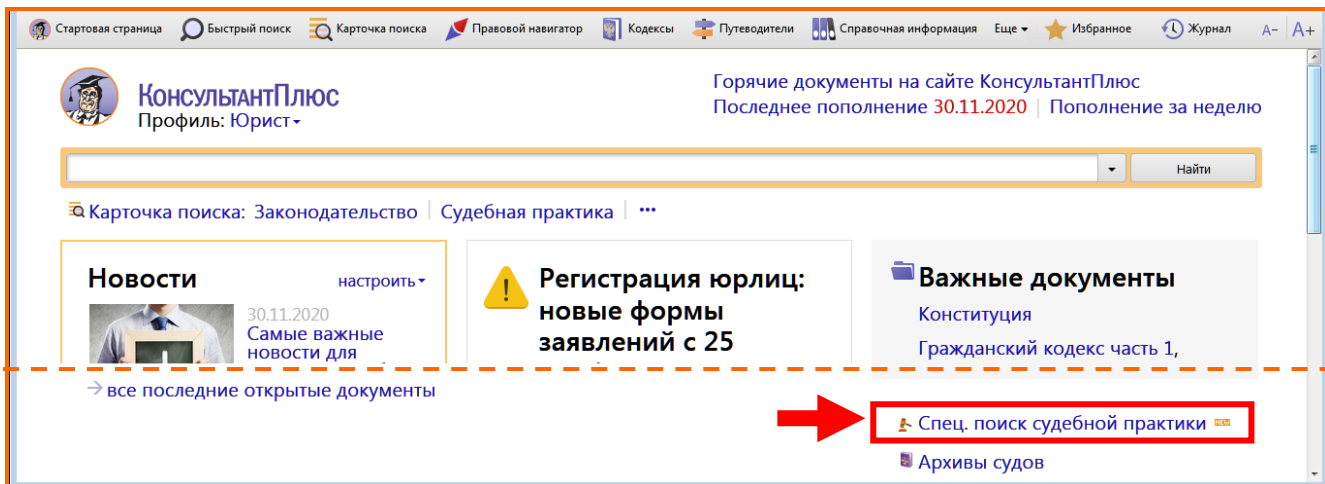 Стартовая страница Быстрый поиск Карточка поиска Правовой навигатор Кодексы Путеводители Справочная информация Еще Избранное Журнал A− A+
КонсультантПлюс
Профиль: Юрист
Горячие документы на сайте КонсультантПлюс
Последнее пополнение 30.11.2020 | Пополнение за неделю
Найти
Карточка поиска: Законодательство | Судебная практика | ...
Новости настроить
30.11.2020
Самые важные
новости для
Регистрация юрлиц:
новые формы
заявлений с 25
Важные документы
Конституция
Гражданский кодекс часть 1,
→ все последние открытые документы
Спец. поиск судебной практики NEW
Архивы судов